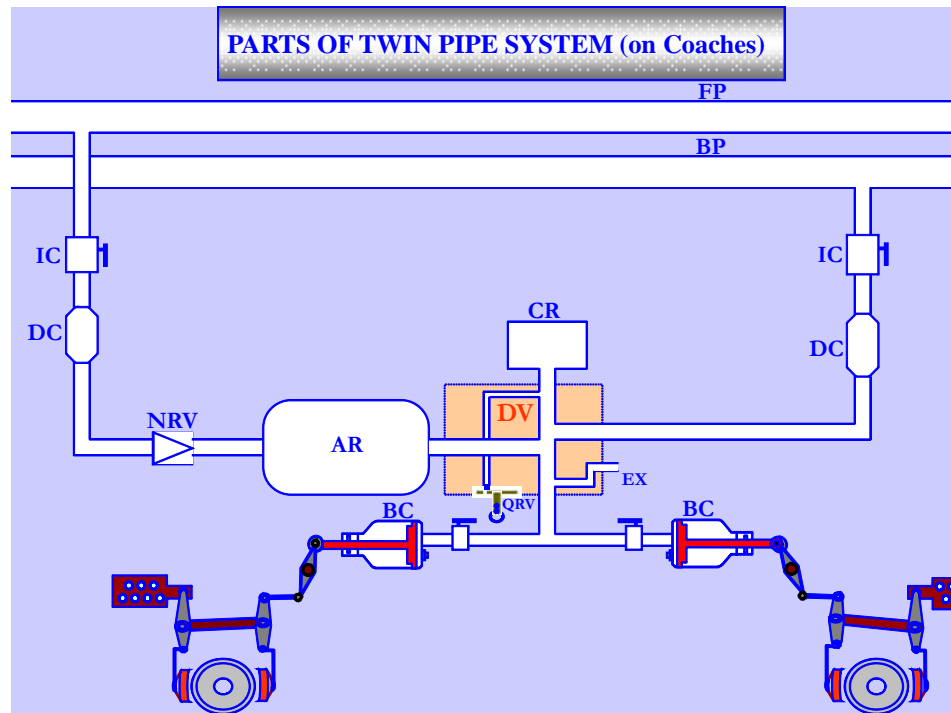 PARTS OF TWIN PIPE SYSTEM (on Coaches)
FP
BP
IC
IC
CR
DC
DC
DV
NRV
AR
EX
QRV
BC
BC